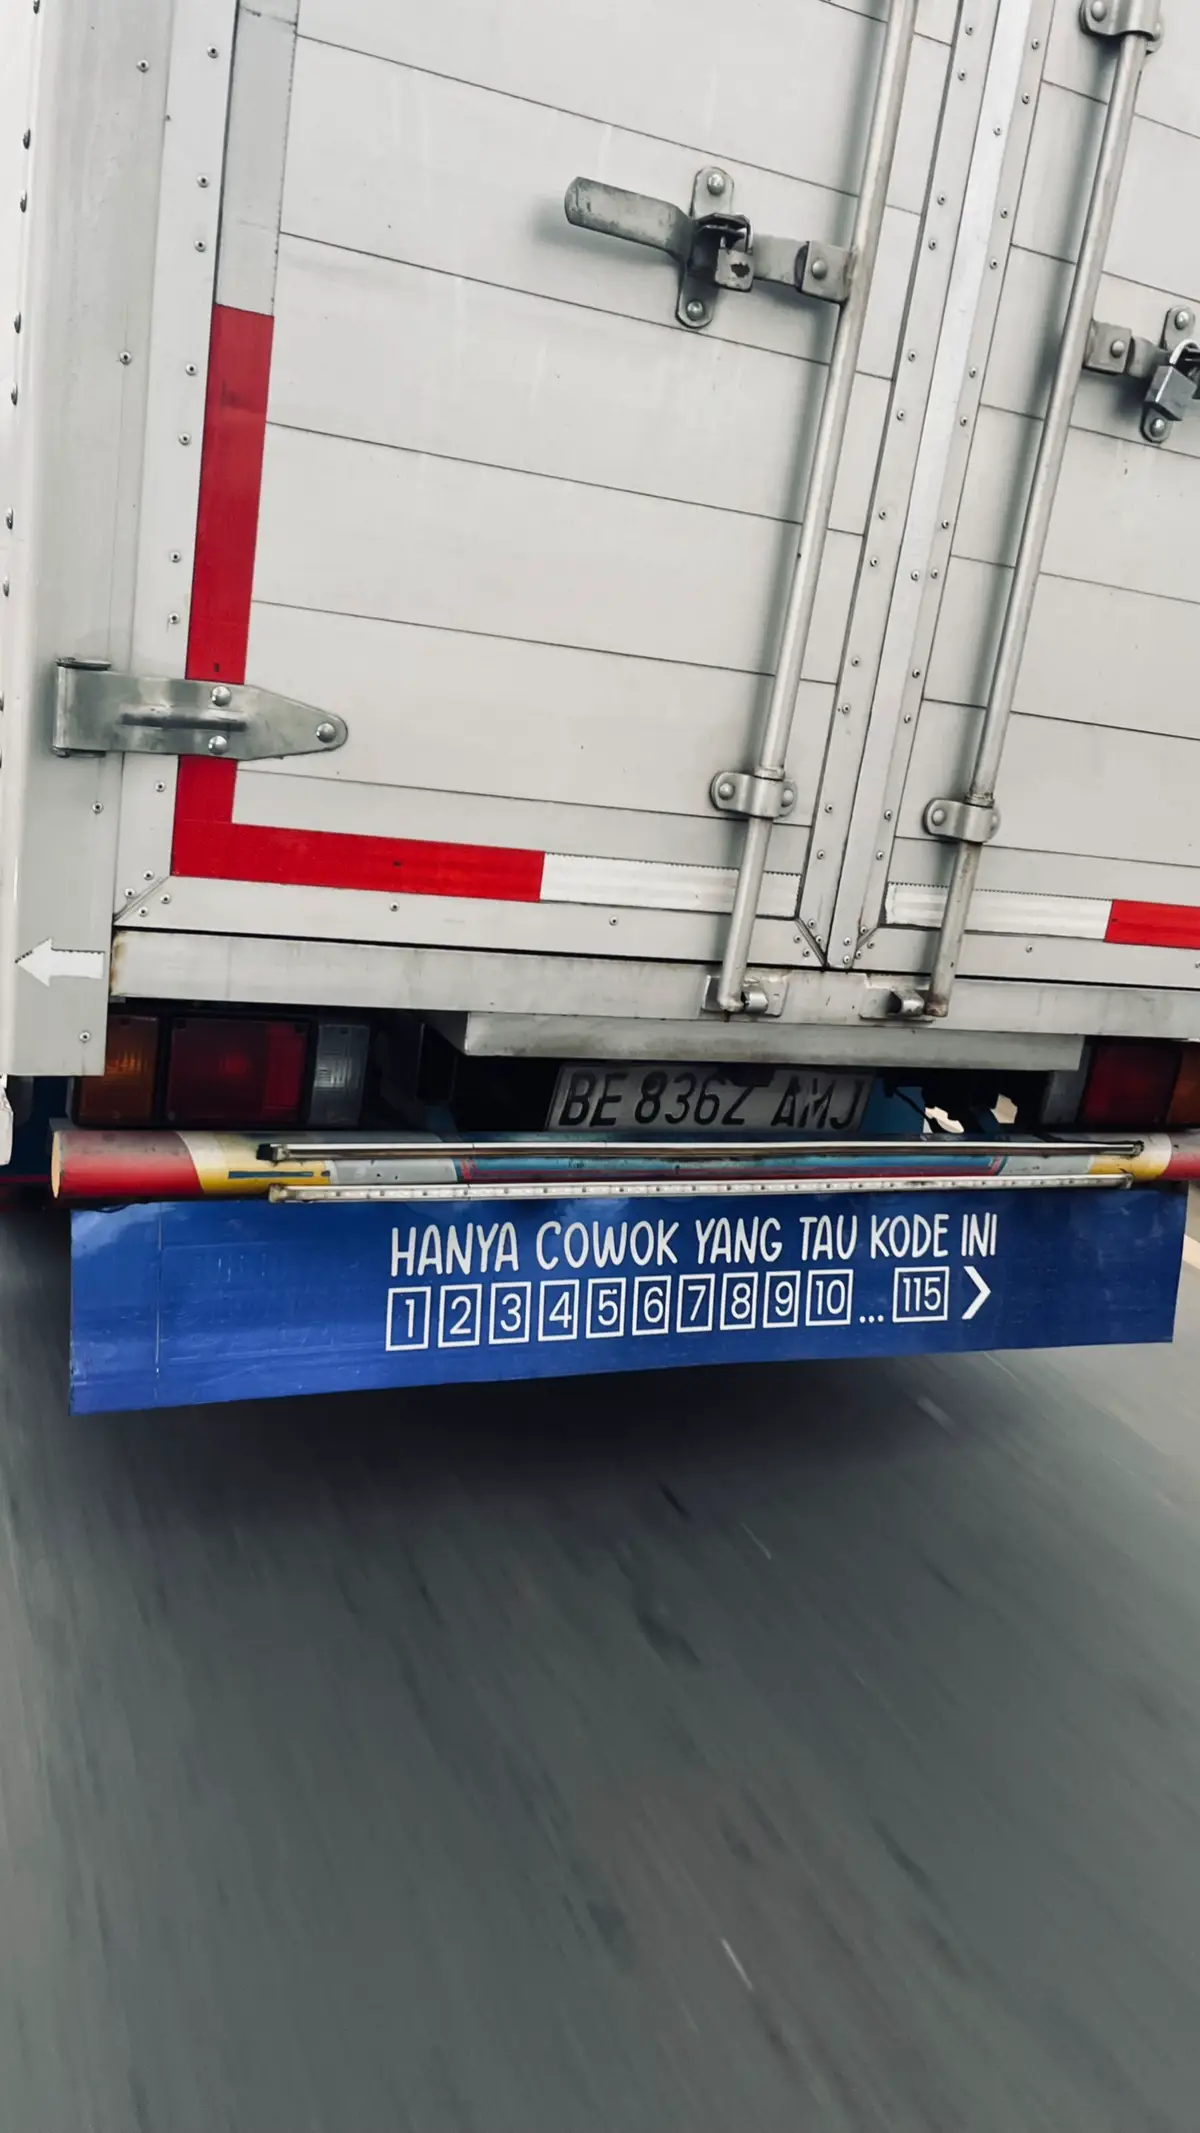 BE 8362 AMJ
HANYA COWOK YANG TAU KODE INI
1 2 3 4 5 6 7 8 9 10 ... 115 >